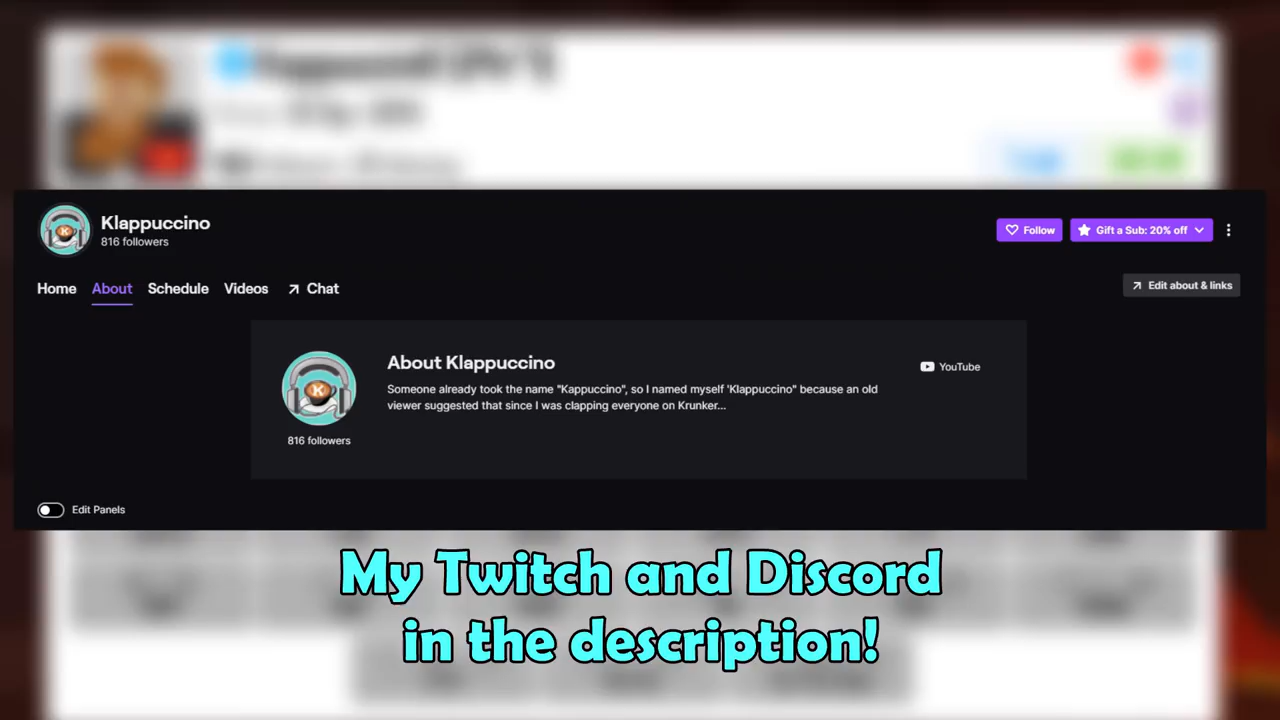 Klappuccino
816 followers
Follow
Gift a Sub: 20% off
Home About Schedule Videos Chat
Edit about & links
About Klappuccino
YouTube
Someone already took the name "Kappuccino", so I named myself 'Klappuccino" because an old
viewer suggested that since I was clapping everyone on Krunker...
816 followers
Edit Panels
My Twitch and Discord
in the description!